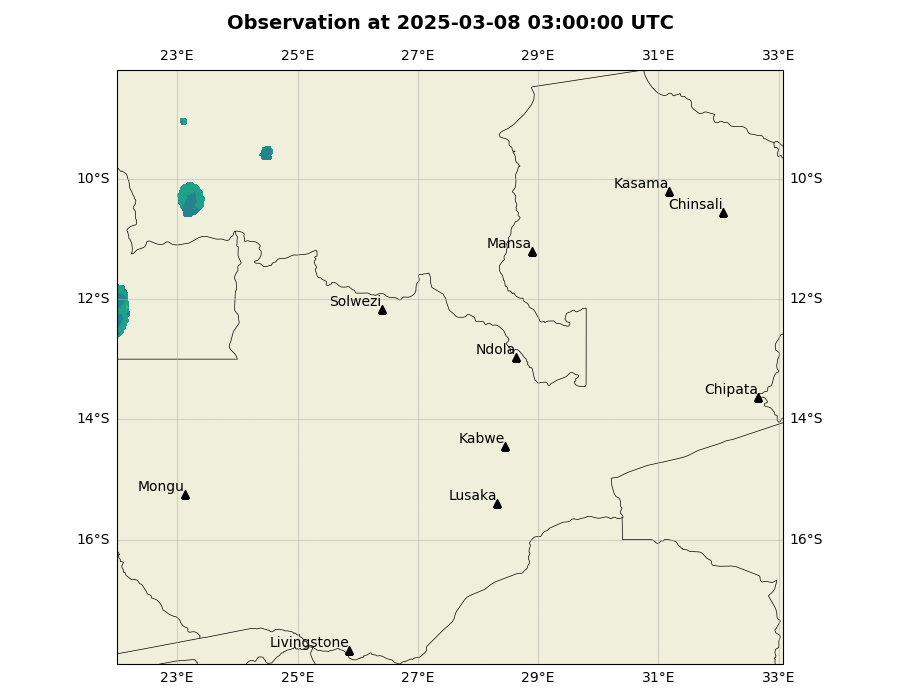 Observation at 2025-03-08 03:00:00 UTC
23°E 25°E 27°E 29°E 31°E 33°E
10°S 10°S
Kasama
Chinsali
Mansa
12°S 12°S
Solwezi
Ndola
Chipata
14°S 14°S
Kabwe
Mongu
Lusaka
16°S 16°S
Livingstone
23°E 25°E 27°E 29°E 31°E 33°E